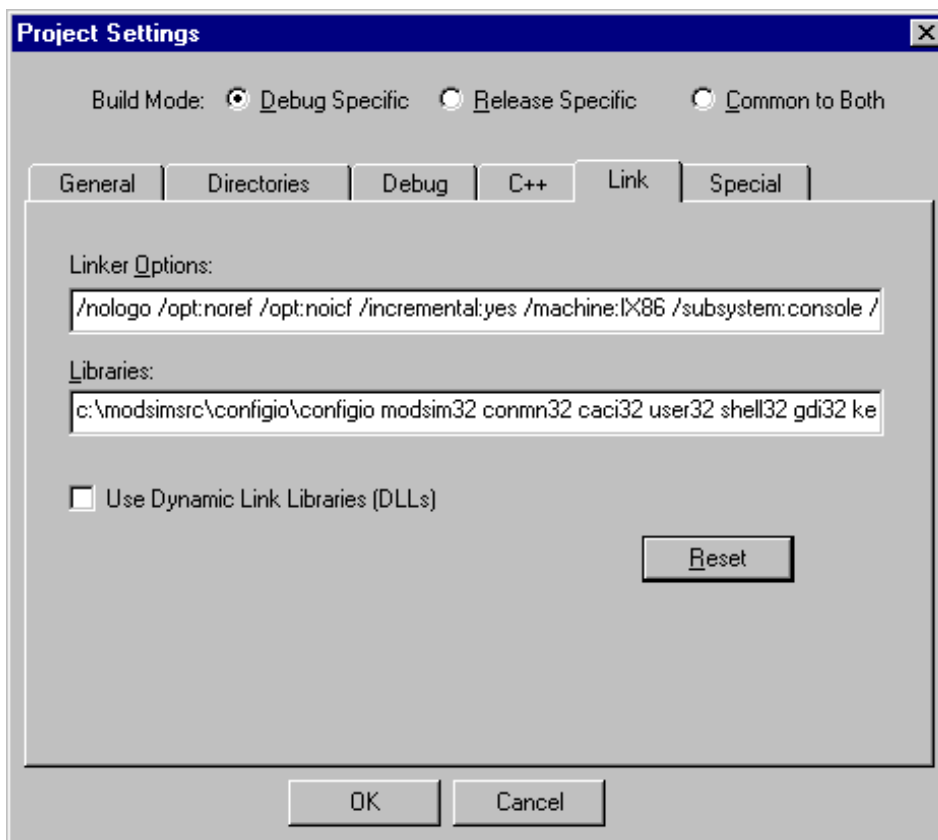 Project Settings
Build Mode: Debug Specific Release Specific Common to Both
General Directories Debug C++ Link Special
Linker Options:
/nologo /opt:noref /opt:noicf /incremental:yes /machine:IX86 /subsystem:console /
Libraries:
c:\modsimsrc\configio\configio modsim32 conmn32 caci32 user32 shell32 gdi32 ke
Use Dynamic Link Libraries (DLLs)
Reset
OK Cancel